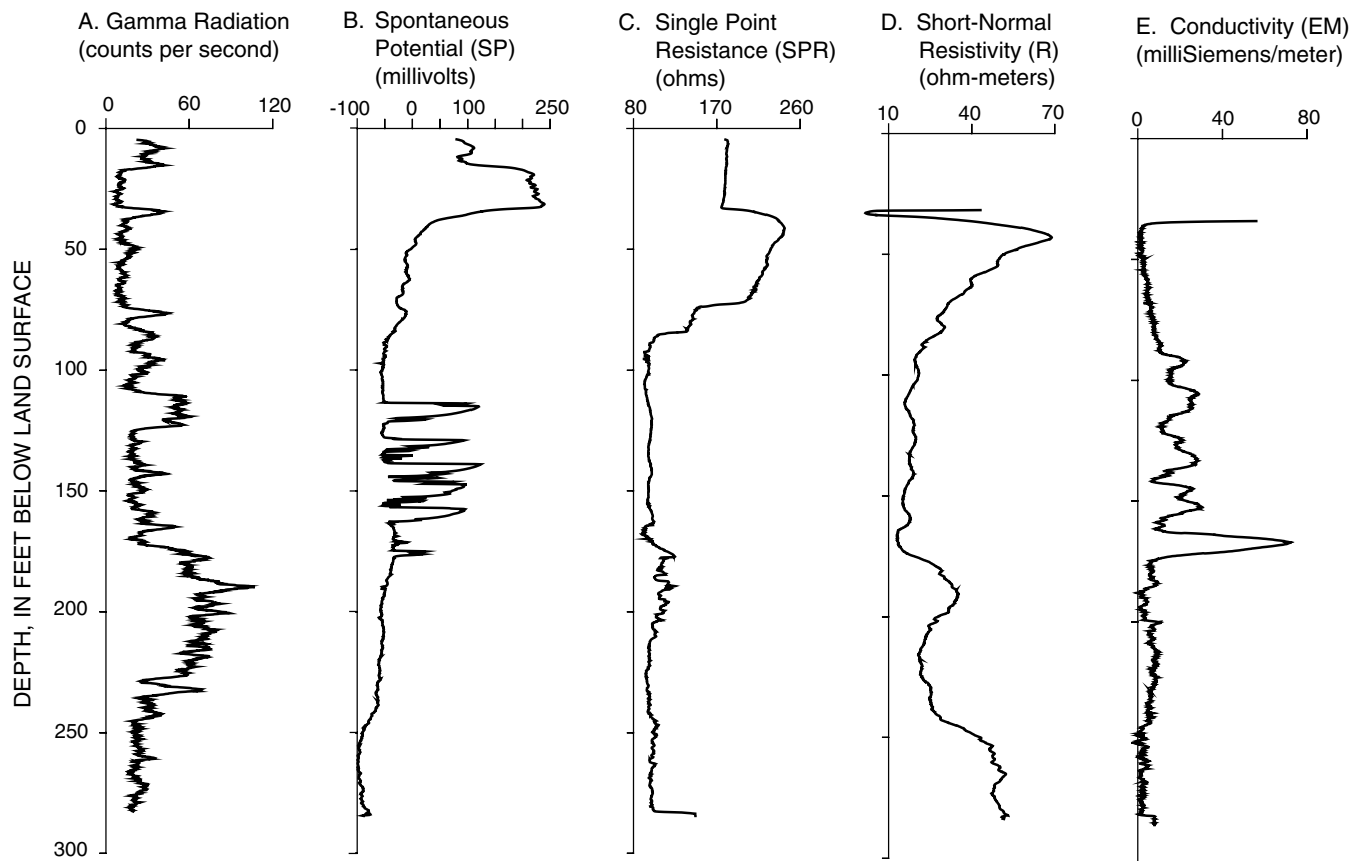 A. Gamma Radiation
(counts per second)
0 60 120
B. Spontaneous
Potential (SP)
(millivolts)
-100 0 100 250
C. Single Point
Resistance (SPR)
(ohms)
80 170 260
D. Short-Normal
Resistivity (R)
(ohm-meters)
10 40 70
E. Conductivity (EM)
(milliSiemens/meter)
0 40 80
DEPTH, IN FEET BELOW LAND SURFACE
0
50
100
150
200
250
300